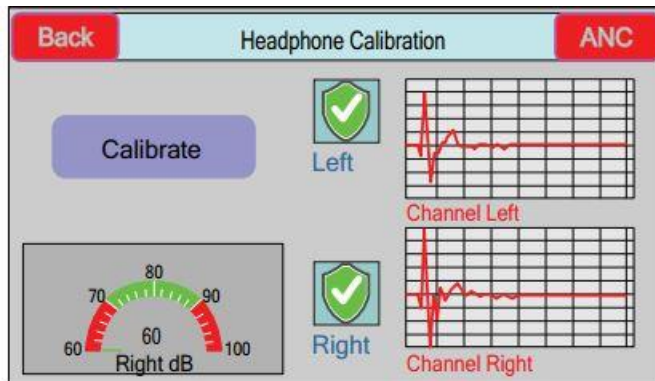 Back
Headphone Calibration
ANC
Calibrate
Left
Channel Left
80
70
90
60
60
100
Right dB
Right
Channel Right